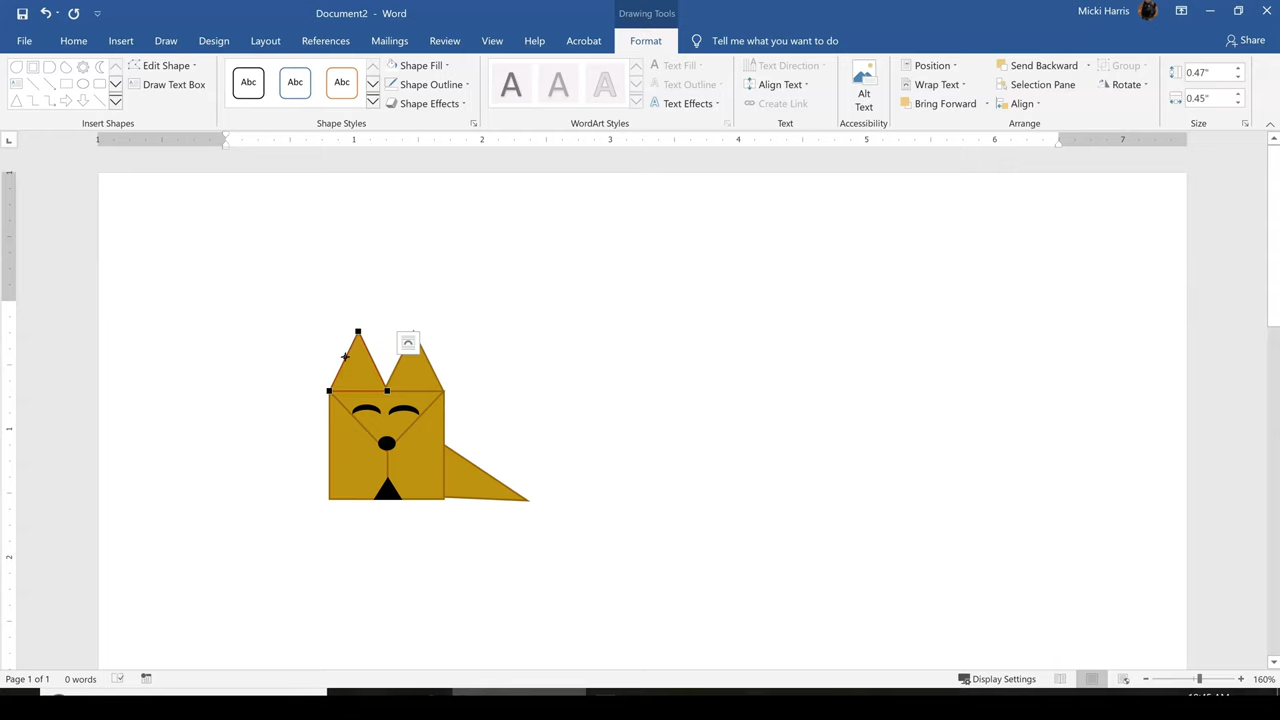 Document2 - Word
Drawing Tools
Micki Harris
File Home Insert Draw Design Layout References Mailings Review View Help Acrobat Format Tell me what you want to do Share
Edit Shape
Draw Text Box
Insert Shapes
Abc Abc Abc
Shape Fill
Shape Outline
Shape Effects
Shape Styles
A A A
A Text Fill
A Text Outline
A Text Effects
WordArt Styles
Text Direction
Align Text
Create Link
Text
Alt
Text
Accessibility
Position
Wrap Text
Bring Forward
Send Backward
Selection Pane
Align
Group
Rotate
Arrange
0.47"
0.45"
Size
1 1 2 3 4 5 6 7
1
1
2
Page 1 of 1 0 words Display Settings 160%